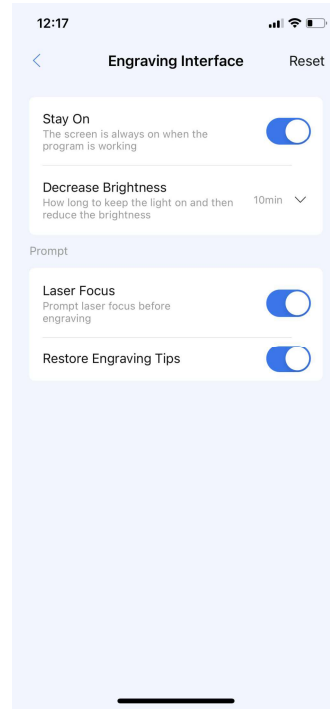 12:17
Engraving Interface
Reset
Stay On
The screen is always on when the
program is working
Decrease Brightness
How long to keep the light on and then
reduce the brightness
10min
Prompt
Laser Focus
Prompt laser focus before
engraving
Restore Engraving Tips